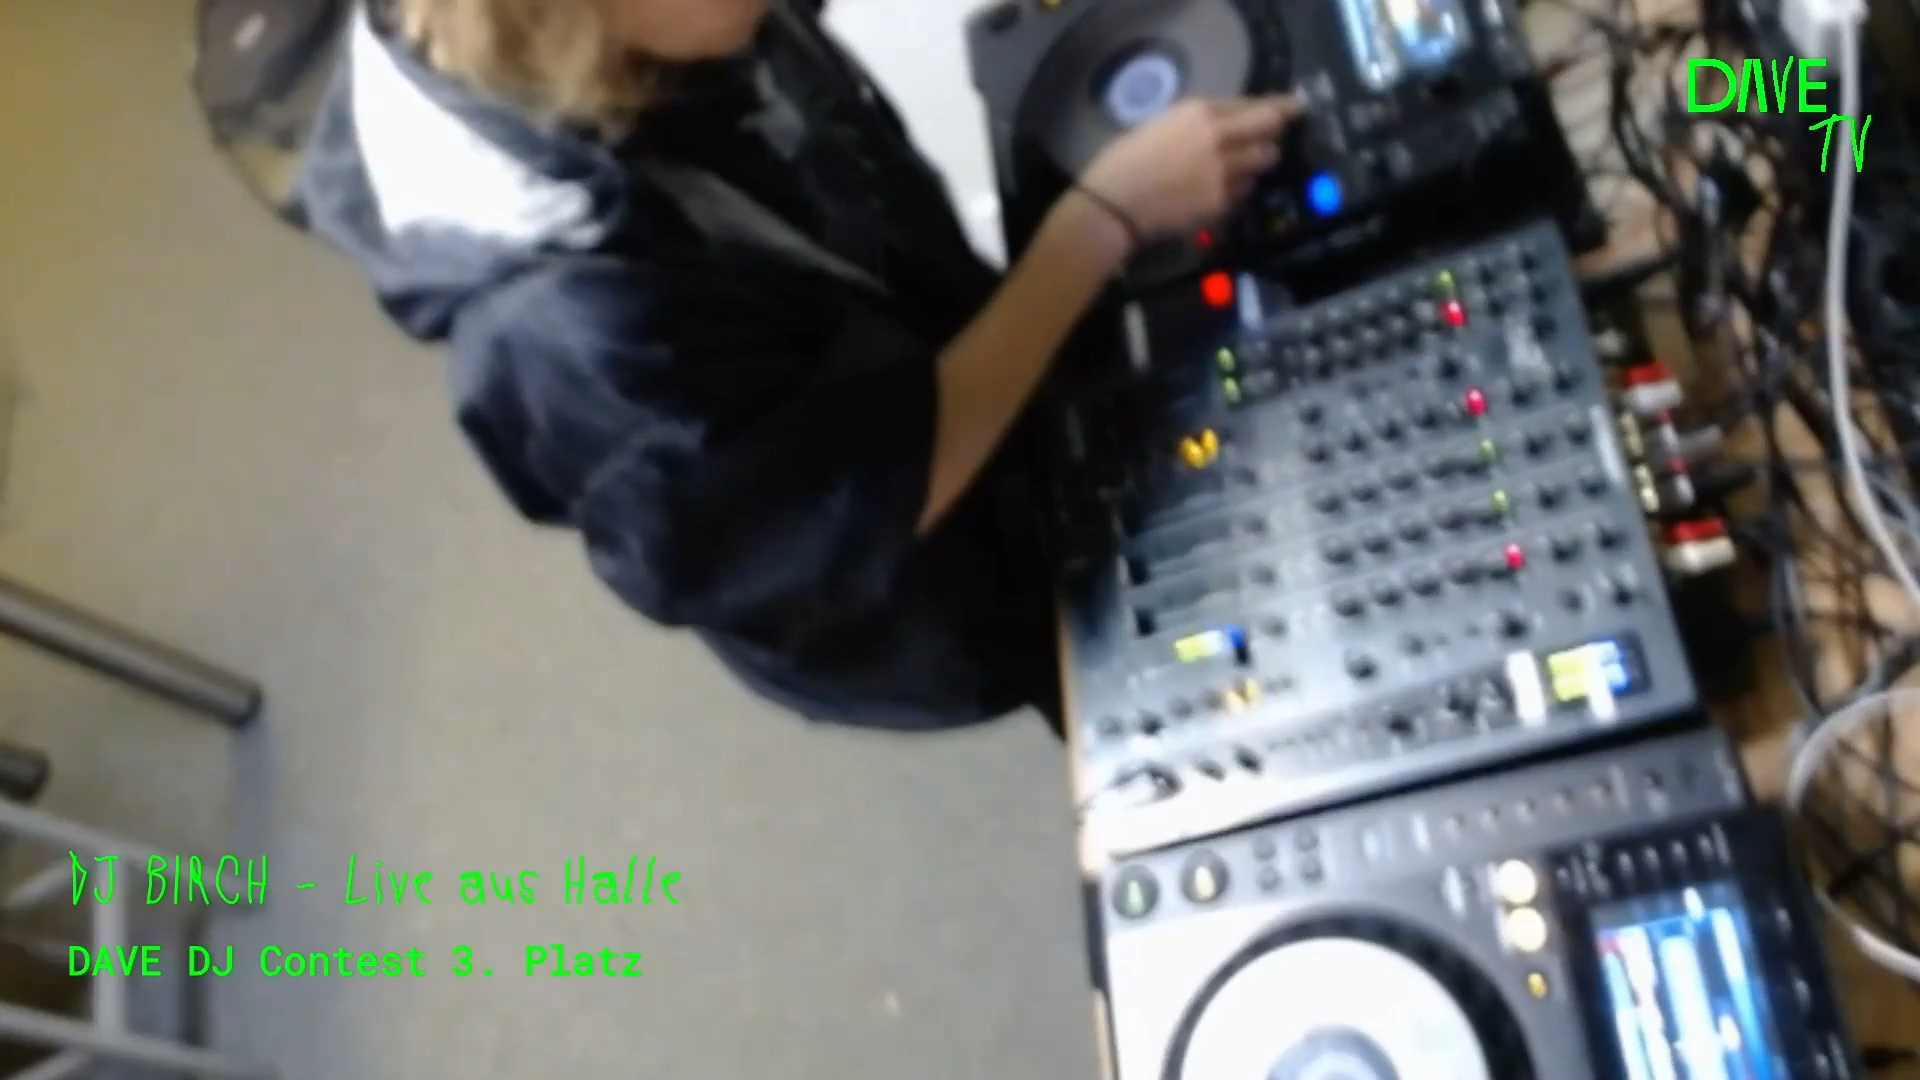 DAVE
TV
DJ BIRCH - Live aus Halle
DAVE DJ Contest 3. Platz